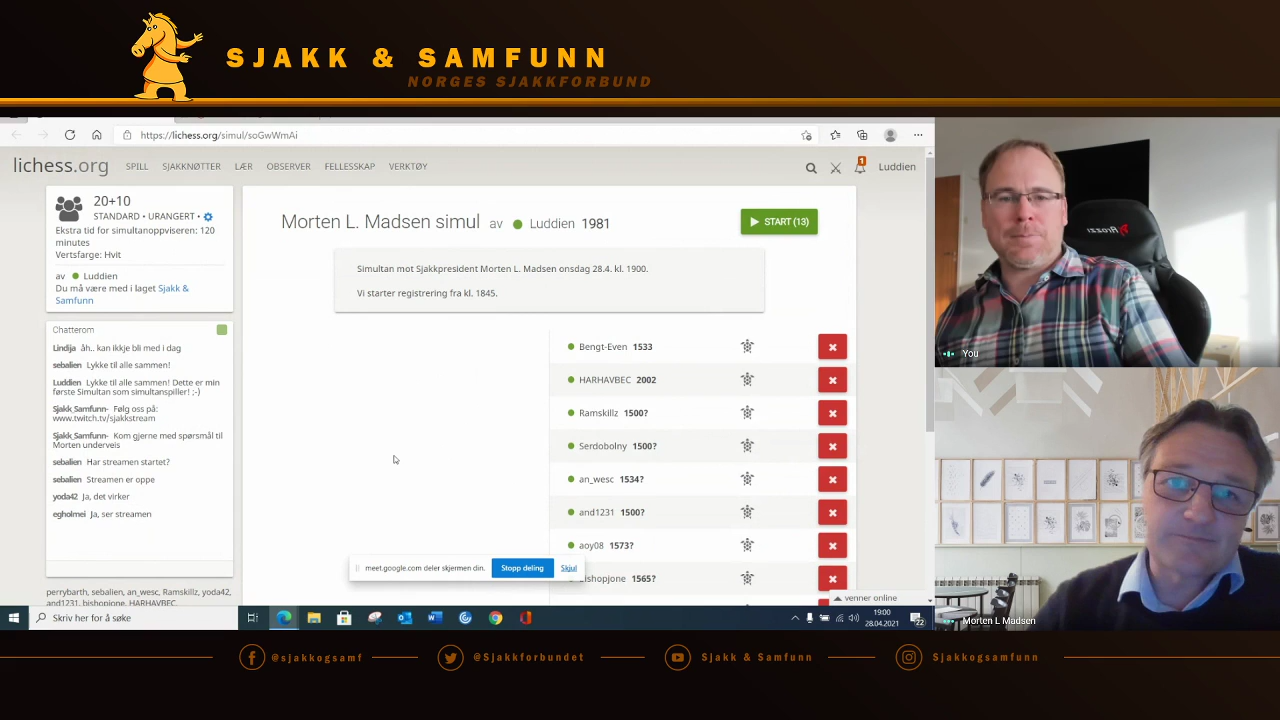 SJAKK & SAMFUNN
NORGES SJAKKFORBUND
https://lichess.org/simul/soGwWmAi
lichess.org
SPILL
SJAKKNØTTER
LÆR
OBSERVER
FELLESSKAP
VERKTØY
1
Luddien
20+10
STANDARD • URANGERT •
Ekstra tid for simultanoppviseren: 120
minutes
Vertsfarge: Hvit
av Luddien
Du må være med i laget Sjakk &
Samfunn
Morten L. Madsen simul av Luddien 1981
START (13)
Simultan mot Sjakkpresident Morten L. Madsen onsdag 28.4. kl. 1900.
Vi starter registrering fra kl. 1845.
Chatterom
Lindija åh.. kan ikkje bli med i dag
sebalien Lykke til alle sammen!
Luddien Lykke til alle sammen! Dette er min
første Simultan som simultanspiller! ;-)
Sjakk_Samfunn- Følg oss på:
www.twitch.tv/sjakkstream
Sjakk_Samfunn- Kom gjerne med spørsmål til
Morten underveis
sebalien Har streamen startet?
sebalien Streamen er oppe
yoda42 Ja, det virker
egholmei Ja, ser streamen
perrybarth, sebalien, an_wesc, Ramskillz, yoda42,
and1231, bishopjone, HARHAVBEC,
Bengt-Even 1533
HARHAVBEC 2002
Ramskillz 1500?
Serdobolny 1500?
an_wesc 1534?
and1231 1500?
aoy08 1573?
bishopjone 1565?
meet.google.com deler skjermen din.
Stopp deling
Skjul
venner online
Skriv her for å søke
19:00
28.04.2021
22
You
Morten L Madsen
@sjakkogsamf
@Sjakkforbundet
Sjakk & Samfunn
Sjakkogsamfunn